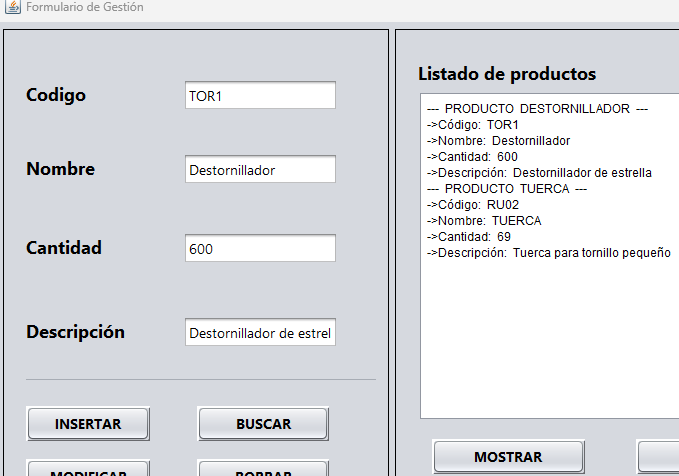 Formulario de Gestión
Codigo
TOR1
Nombre
Destornillador
Cantidad
600
Descripción
Destornillador de estrel
INSERTAR
BUSCAR
MODIFICAR
BORRAR
Listado de productos
--- PRODUCTO DESTORNILLADOR ---
->Código: TOR1
->Nombre: Destornillador
->Cantidad: 600
->Descripción: Destornillador de estrella
--- PRODUCTO TUERCA ---
->Código: RU02
->Nombre: TUERCA
->Cantidad: 69
->Descripción: Tuerca para tornillo pequeño
MOSTRAR